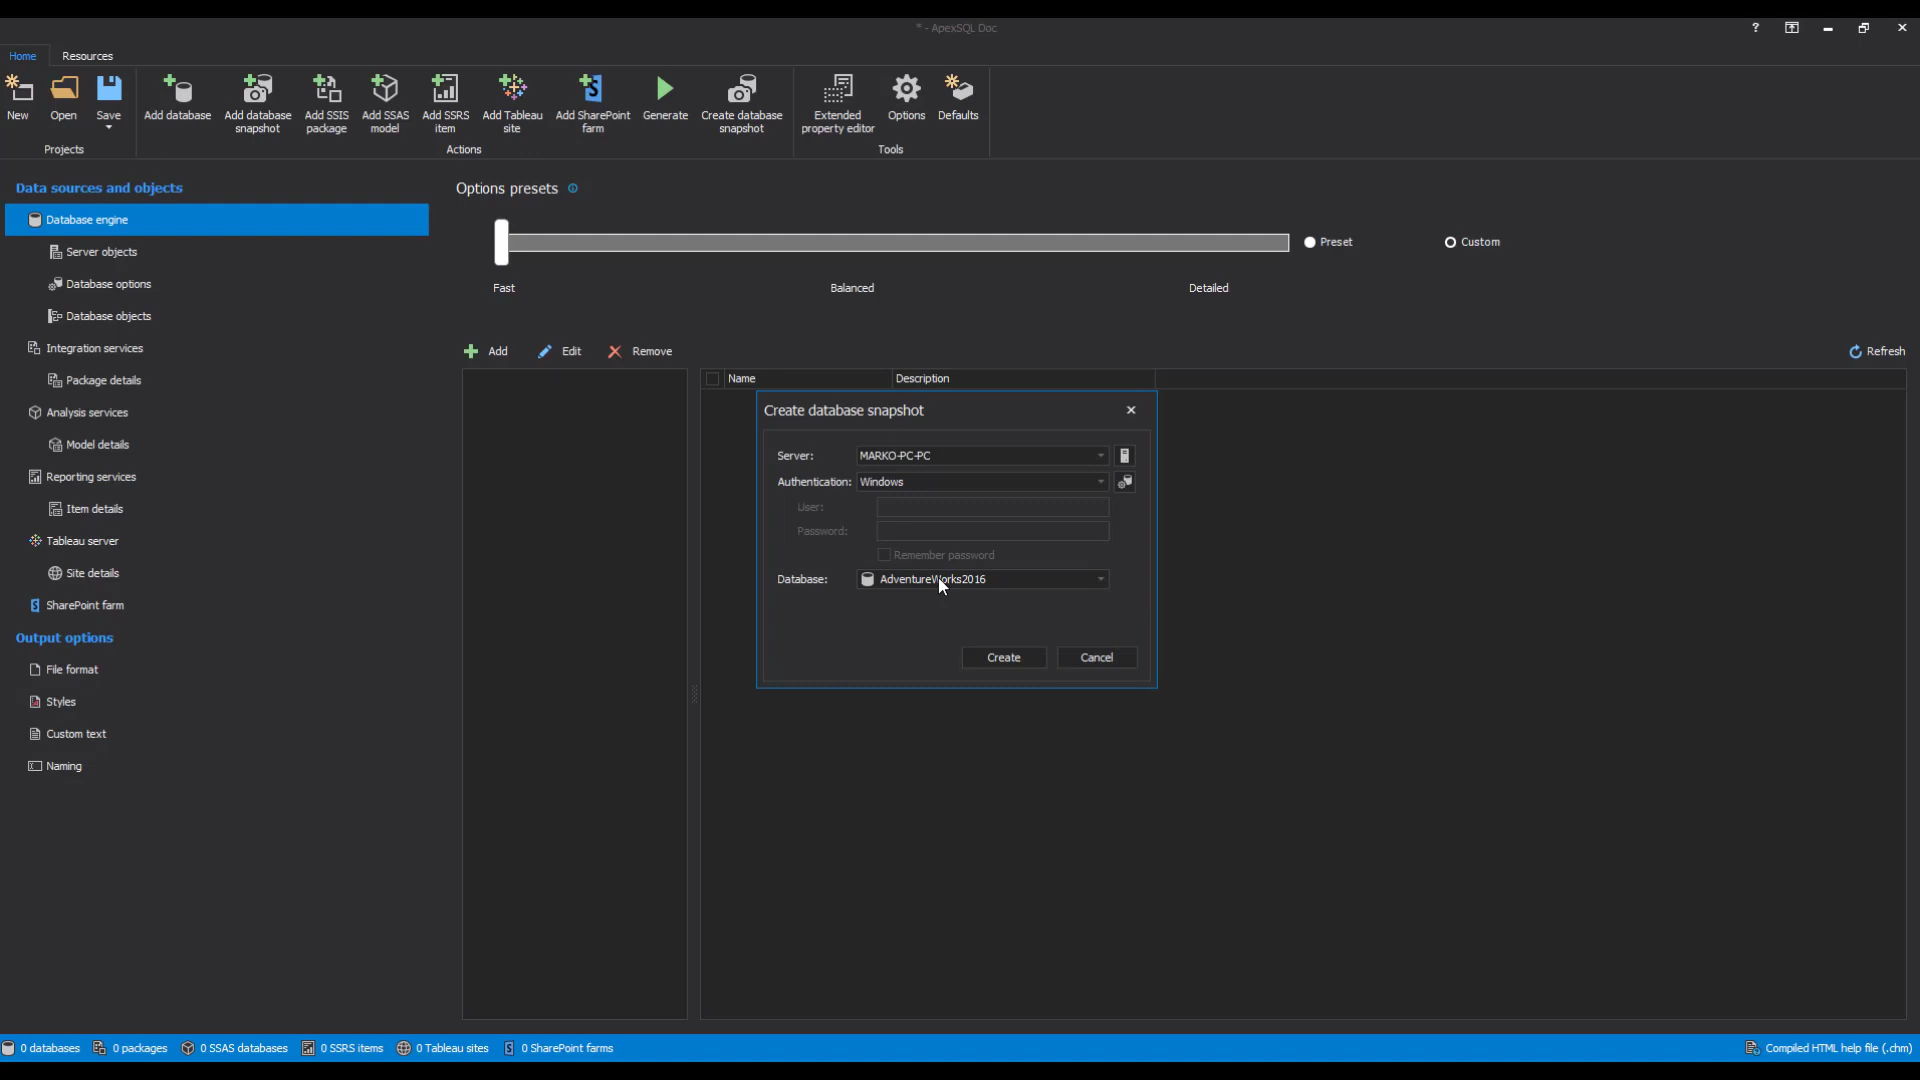 * - ApexSQL Doc
?
Home
Resources
New
Open
Save
Add database
Add database
snapshot
Add SSIS
package
Add SSAS
model
Add SSRS
item
Add Tableau
site
Add SharePoint
farm
Generate
Create database
snapshot
Extended
property editor
Options
Defaults
Projects
Actions
Tools
Data sources and objects
Database engine
Server objects
Database options
Database objects
Integration services
Package details
Analysis services
Model details
Reporting services
Item details
Tableau server
Site details
SharePoint farm
Output options
File format
Styles
Custom text
Naming
Options presets
Preset
Custom
Fast
Balanced
Detailed
Add
Edit
Remove
Refresh
Name
Description
Create database snapshot
Server:
MARKO-PC-PC
Authentication:
Windows
User:
Password:
Remember password
Database:
AdventureWorks2016
Create
Cancel
0 databases
0 packages
0 SSAS databases
0 SSRS items
0 Tableau sites
0 SharePoint farms
Compiled HTML help file (.chm)